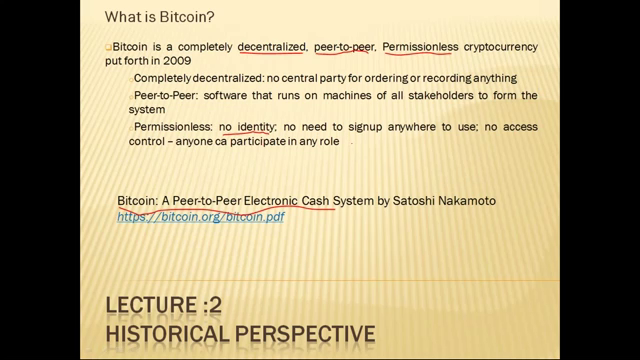 What is Bitcoin?
Bitcoin is a completely decentralized, peer-to-peer, Permissionless cryptocurrency
put forth in 2009
Completely decentralized: no central party for ordering or recording anything
Peer-to-Peer: software that runs on machines of all stakeholders to form the
system
Permissionless: no identity; no need to signup anywhere to use; no access
control – anyone ca participate in any role
Bitcoin: A Peer-to-Peer Electronic Cash System by Satoshi Nakamoto
https://bitcoin.org/bitcoin.pdf
LECTURE :2
HISTORICAL PERSPECTIVE